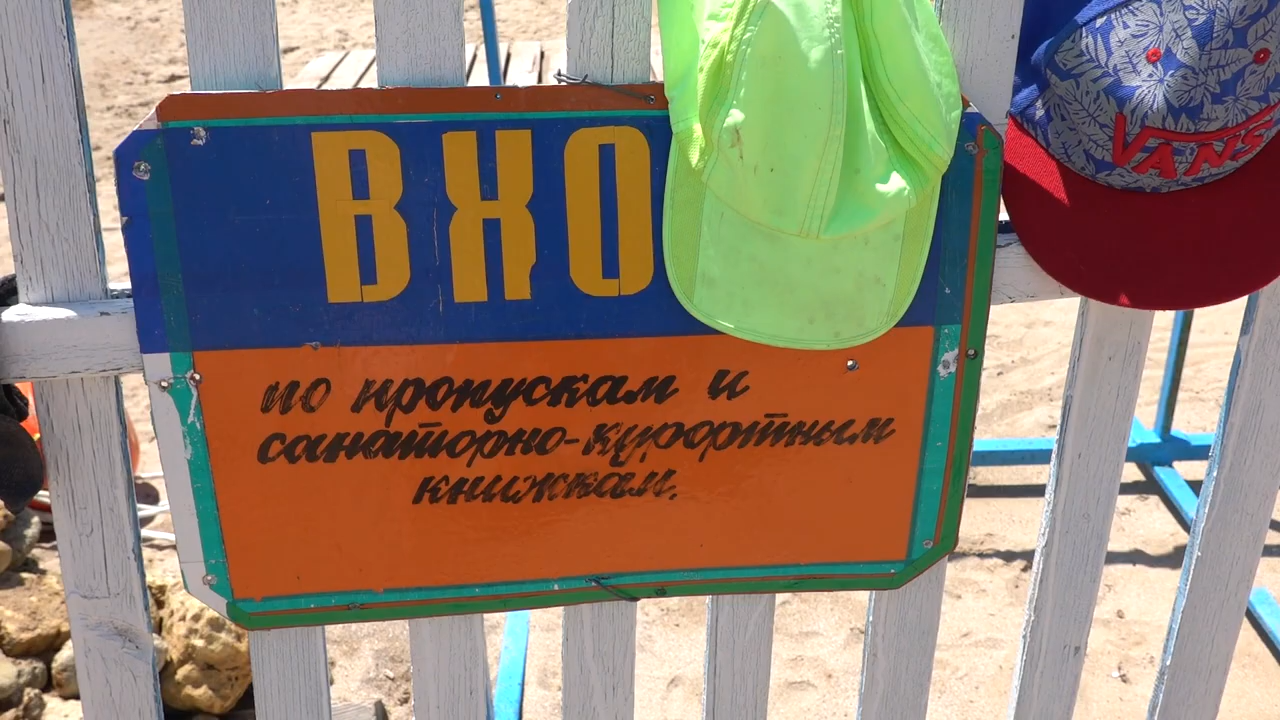 ВХО
по пропускам и
санаторно-курортным
книжкам.
VANS